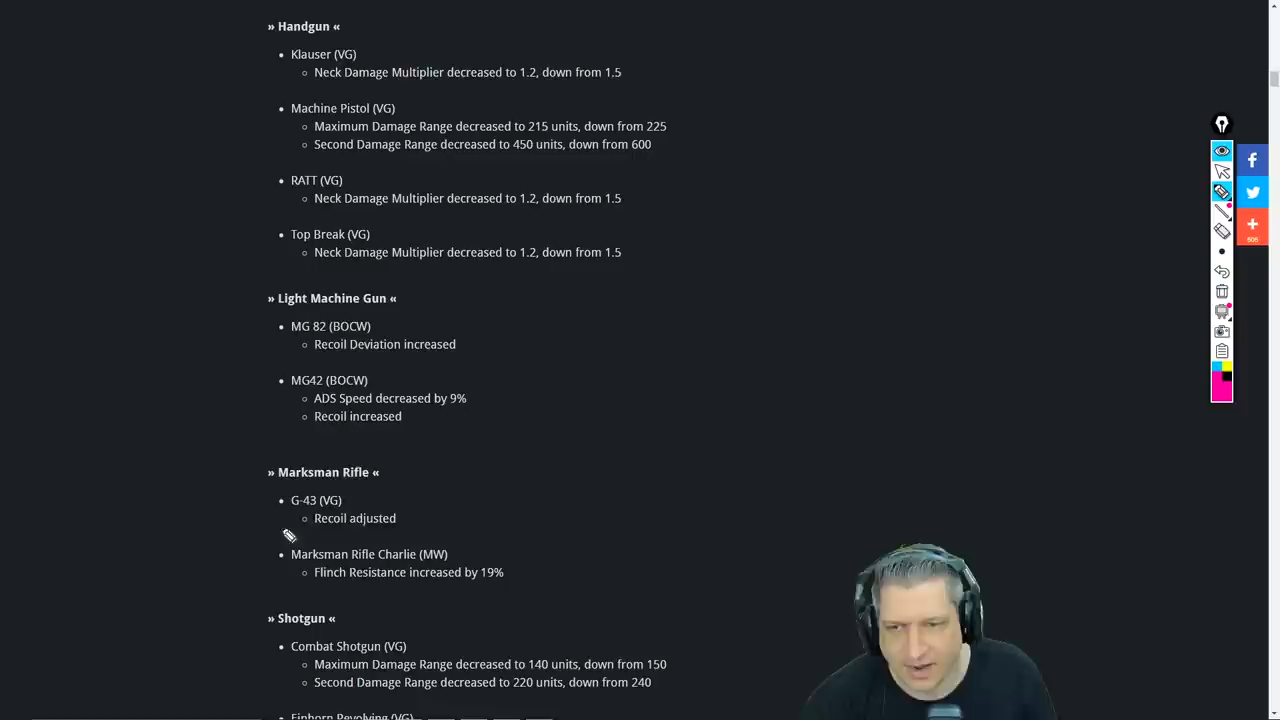 » Handgun «
Klauser (VG)
Neck Damage Multiplier decreased to 1.2, down from 1.5
Machine Pistol (VG)
Maximum Damage Range decreased to 215 units, down from 225
Second Damage Range decreased to 450 units, down from 600
RATT (VG)
Neck Damage Multiplier decreased to 1.2, down from 1.5
Top Break (VG)
Neck Damage Multiplier decreased to 1.2, down from 1.5
» Light Machine Gun «
MG 82 (BOCW)
Recoil Deviation increased
MG42 (BOCW)
ADS Speed decreased by 9%
Recoil increased
» Marksman Rifle «
G-43 (VG)
Recoil adjusted
Marksman Rifle Charlie (MW)
Flinch Resistance increased by 19%
» Shotgun «
Combat Shotgun (VG)
Maximum Damage Range decreased to 140 units, down from 150
Second Damage Range decreased to 220 units, down from 240
Einhorn Revolving (VG)